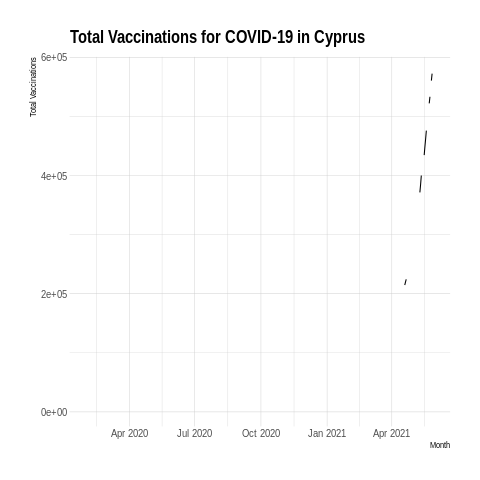 Total Vaccinations for COVID-19 in Cyprus
Total Vaccinations
6e+05
4e+05
2e+05
0e+00
Apr 2020 Jul 2020 Oct 2020 Jan 2021 Apr 2021
Month